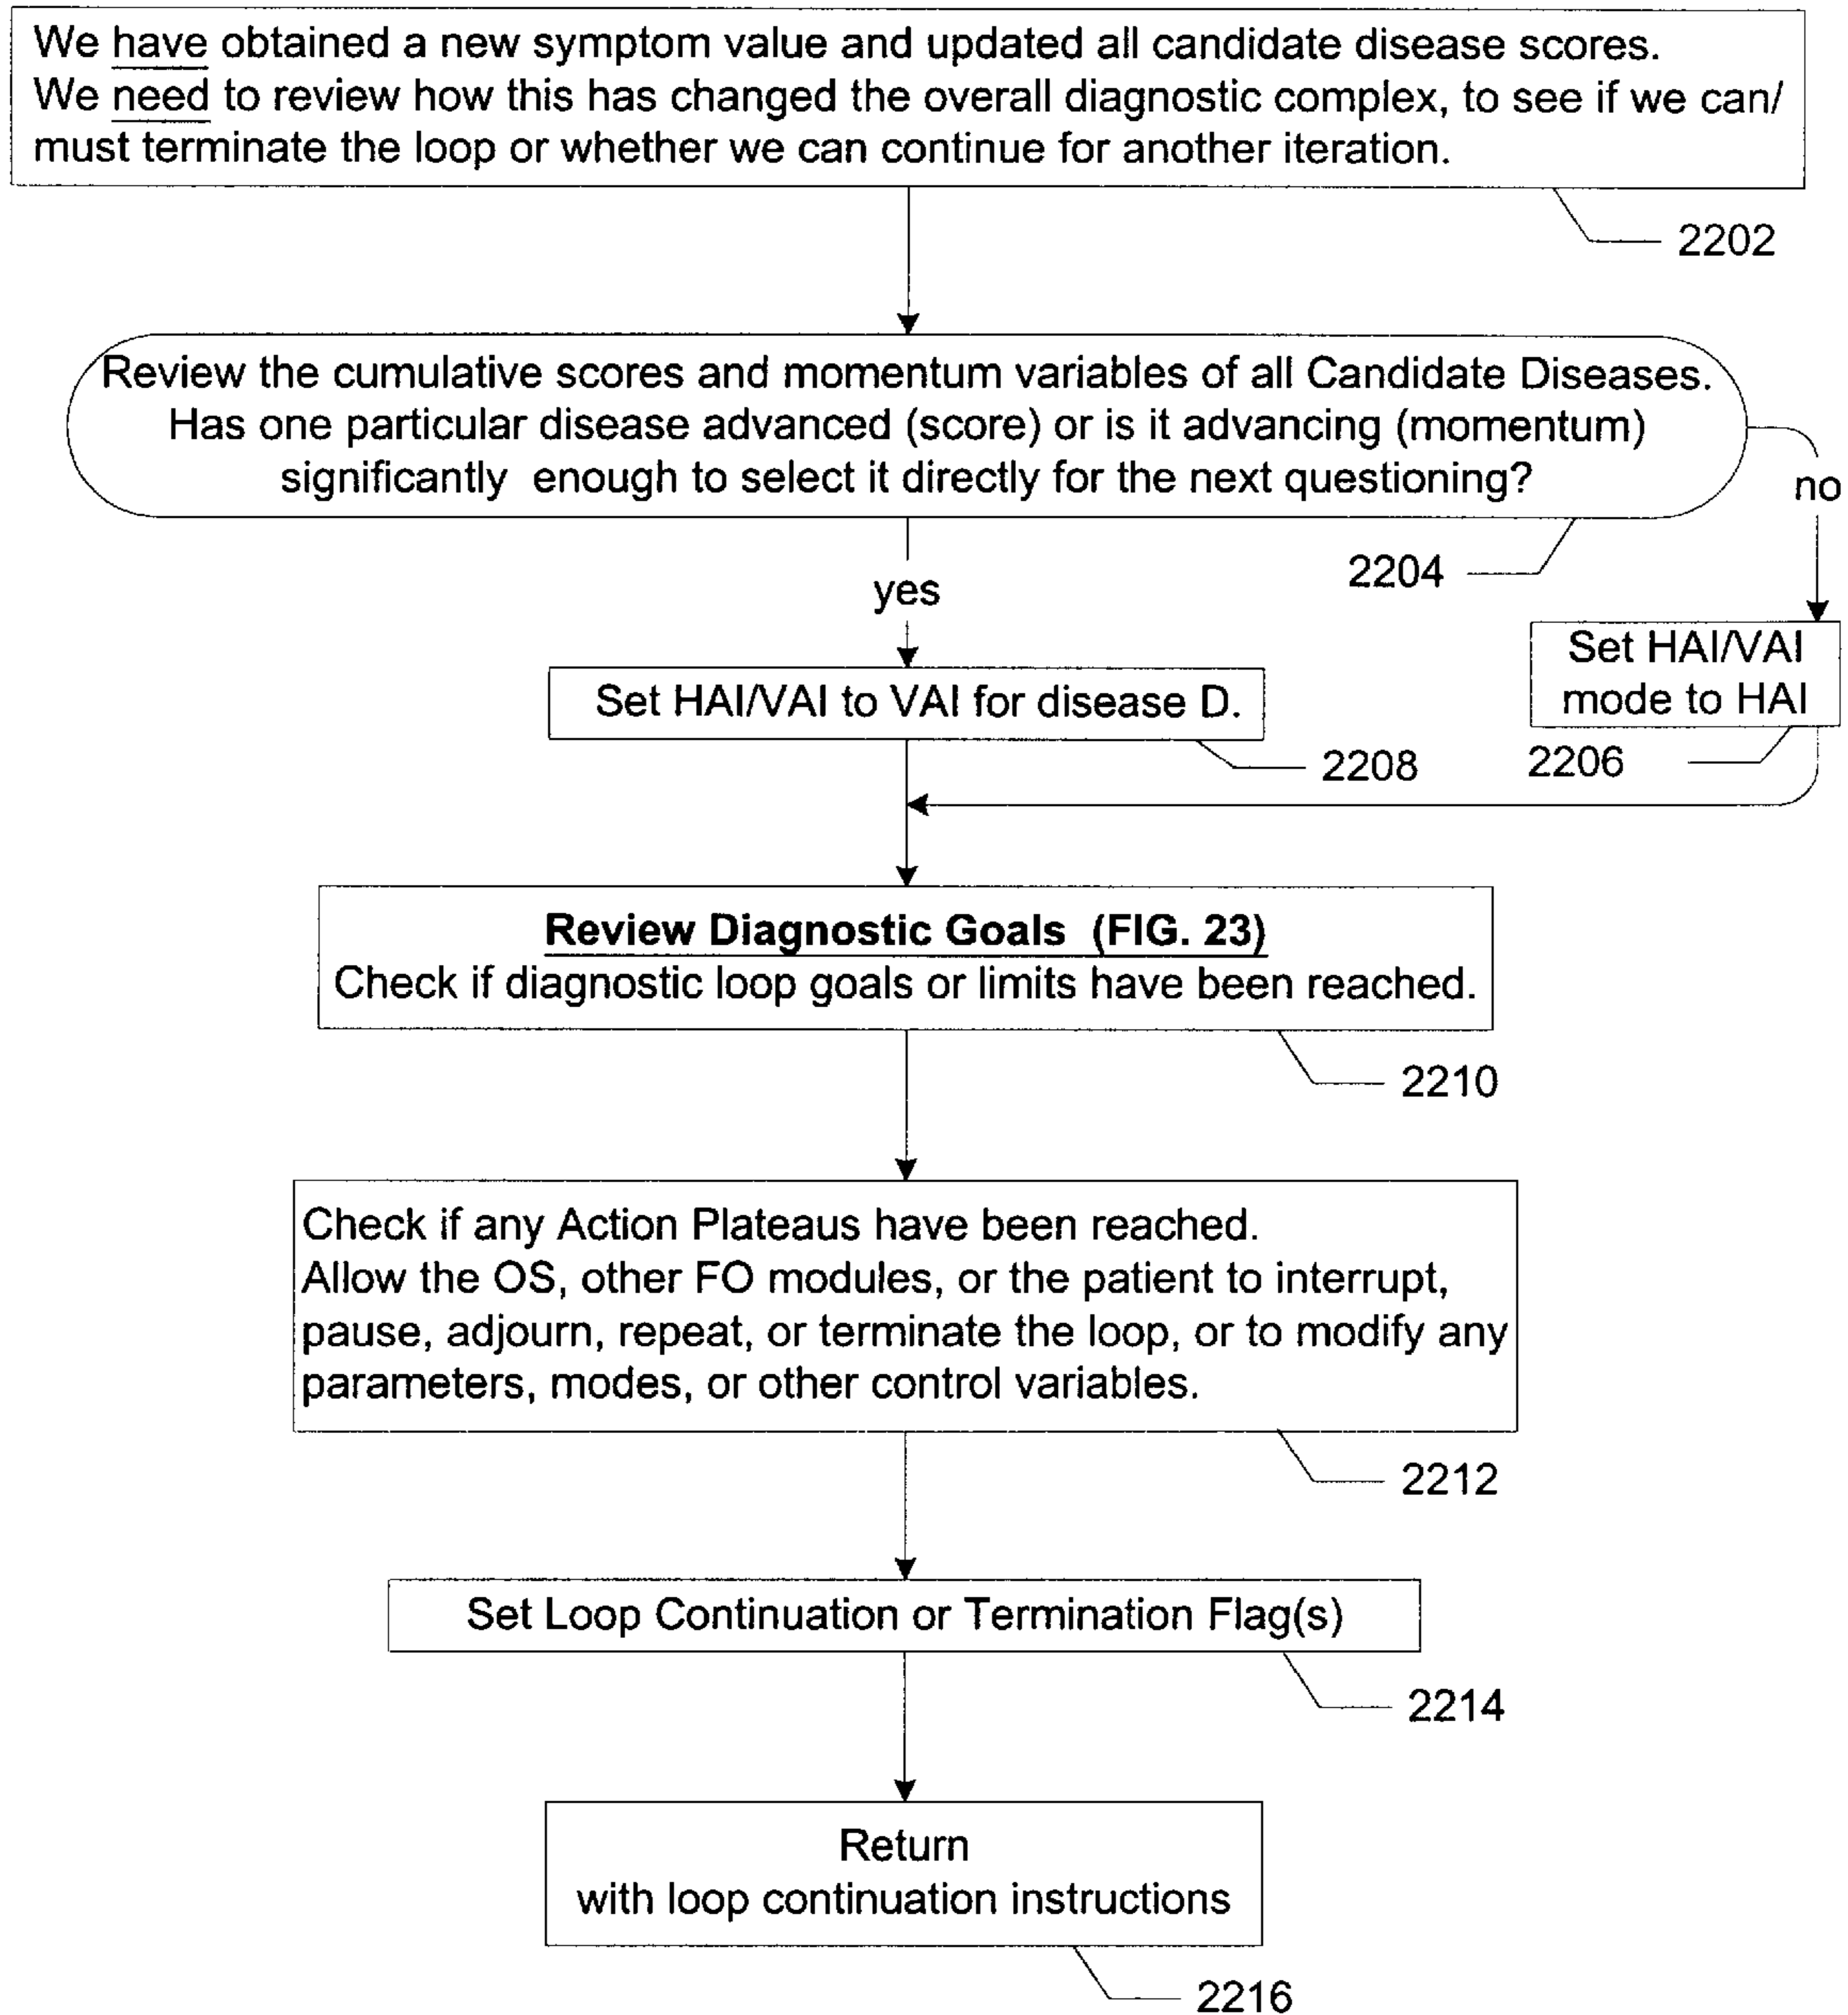 We have obtained a new symptom value and updated all candidate disease scores.
We need to review how this has changed the overall diagnostic complex, to see if we can/
must terminate the loop or whether we can continue for another iteration.
2202
Review the cumulative scores and momentum variables of all Candidate Diseases.
Has one particular disease advanced (score) or is it advancing (momentum)
significantly enough to select it directly for the next questioning?
no
2204
yes
Set HAI/VAI
mode to HAI
Set HAI/VAI to VAI for disease D.
2208
2206
Review Diagnostic Goals (FIG. 23)
Check if diagnostic loop goals or limits have been reached.
2210
Check if any Action Plateaus have been reached.
Allow the OS, other FO modules, or the patient to interrupt,
pause, adjourn, repeat, or terminate the loop, or to modify any
parameters, modes, or other control variables.
2212
Set Loop Continuation or Termination Flag(s)
2214
Return
with loop continuation instructions
2216